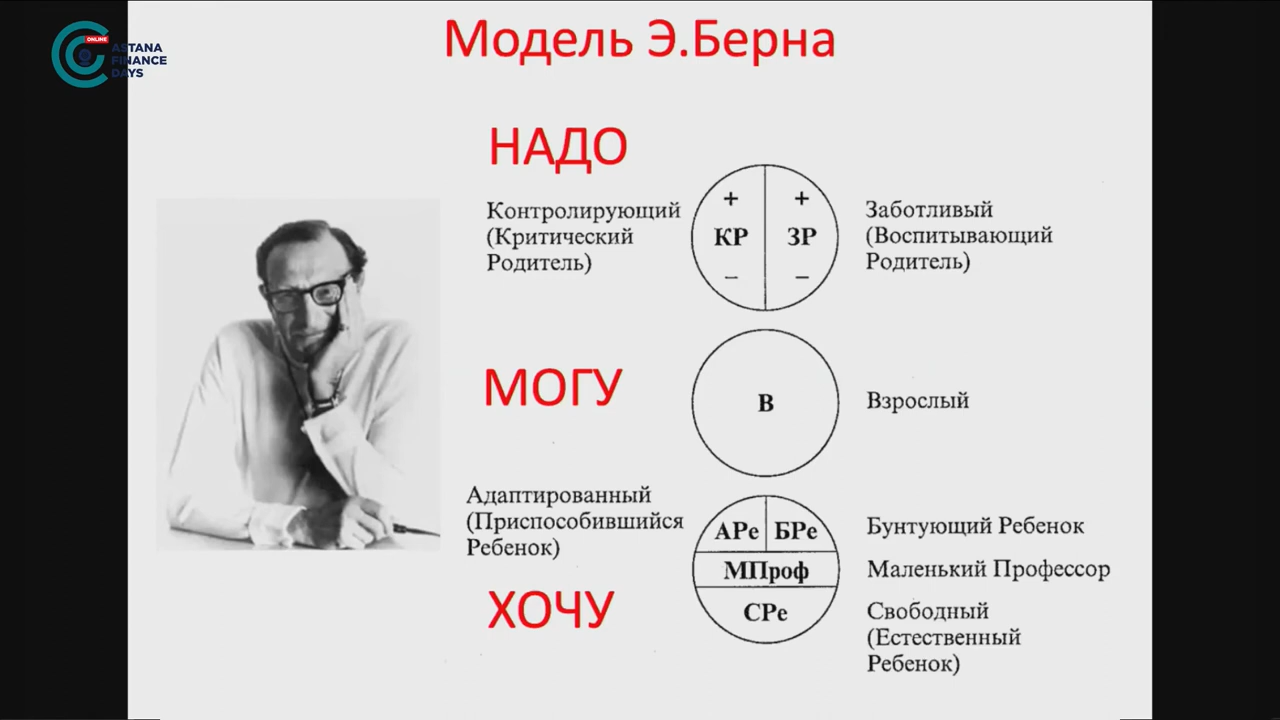 ONLINE
ASTANA
FINANCE
DAYS
Модель Э.Берна
НАДО
Контролирующий
(Критический
Родитель)
+ +
КР ЗР
– –
Заботливый
(Воспитывающий
Родитель)
МОГУ
В
Взрослый
Адаптированный
(Приспособившийся
Ребенок)
АРе БРе
МПроф
СРе
Бунтующий Ребенок
Маленький Профессор
Свободный
(Естественный
Ребенок)
ХОЧУ